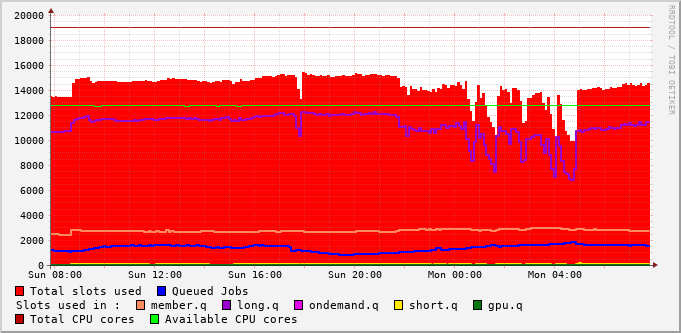 20000
18000
16000
14000
12000
10000
8000
6000
4000
2000
0
Sun 08:00 Sun 12:00 Sun 16:00 Sun 20:00 Mon 00:00 Mon 04:00
Total slots used Queued Jobs
Slots used in : member.q long.q ondemand.q short.q gpu.q
Total CPU cores Available CPU cores
RRDTOOL / TOBI OETIKER